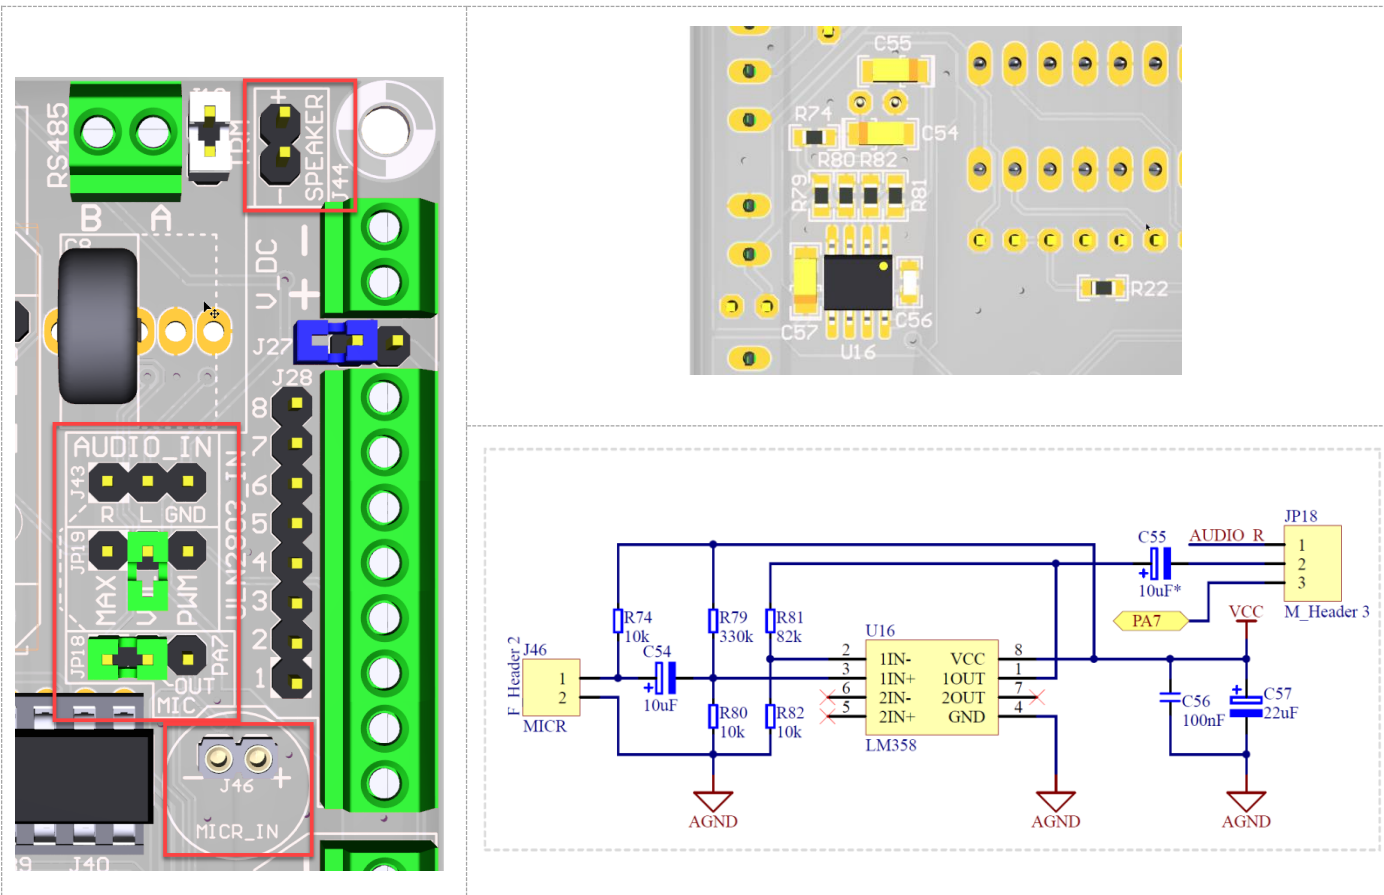 RS485
+
SPEAKER
-
J44
B A
C8
V_DC
-
+
J27
J28
8
7
6
5
4
3
2
1
AUDIO_IN
J43
R L GND
JP19
MAX
PWM
JP18
PA7
OUT
MIC
- +
J46
MICR_IN
J40
C55
R74
C54
R80 R82
R79
R81
C57
C56
U16
R22
JP18
C55
AUDIO_R
1
2
3
+
10uF*
M_Header 3
PA7
VCC
R74
10k
R79
330k
R81
82k
U16
F_Header 2
J46
C54
1
2
+
10uF
MICR
2 1IN- VCC 8
3 1IN+ 1OUT 1
6 2IN- 2OUT 7
5 2IN+ GND 4
LM358
R80
10k
R82
10k
C56
100nF
+
C57
22uF
AGND
AGND
AGND